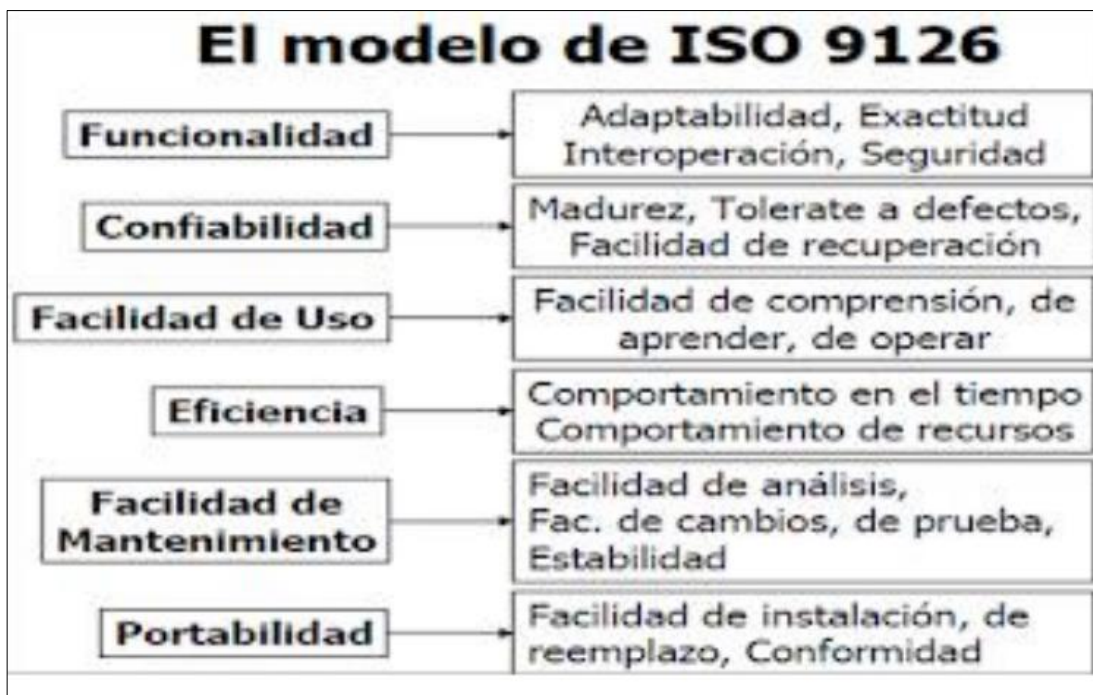 El modelo de ISO 9126
Funcionalidad
Adaptabilidad, Exactitud
Interoperación, Seguridad
Confiabilidad
Madurez, Tolerate a defectos,
Facilidad de recuperación
Facilidad de Uso
Facilidad de comprensión, de
aprender, de operar
Eficiencia
Comportamiento en el tiempo
Comportamiento de recursos
Facilidad de
Mantenimiento
Facilidad de análisis,
Fac. de cambios, de prueba,
Estabilidad
Portabilidad
Facilidad de instalación, de
reemplazo, Conformidad